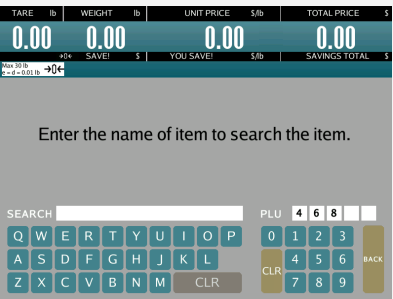 TARE lb WEIGHT lb UNIT PRICE $/lb TOTAL PRICE $
0.00 0.00 0.00 0.00
→0← SAVE! $ YOU SAVE! $/lb SAVINGS TOTAL $
Max 30 lb
e = d = 0.01 lb →0←
Enter the name of item to search the item.
SEARCH PLU 4 6 8
Q W E R T Y U I O P 0 1 2 3
A S D F G H J K L CLR 4 5 6 BACK
Z X C V B N M CLR 7 8 9